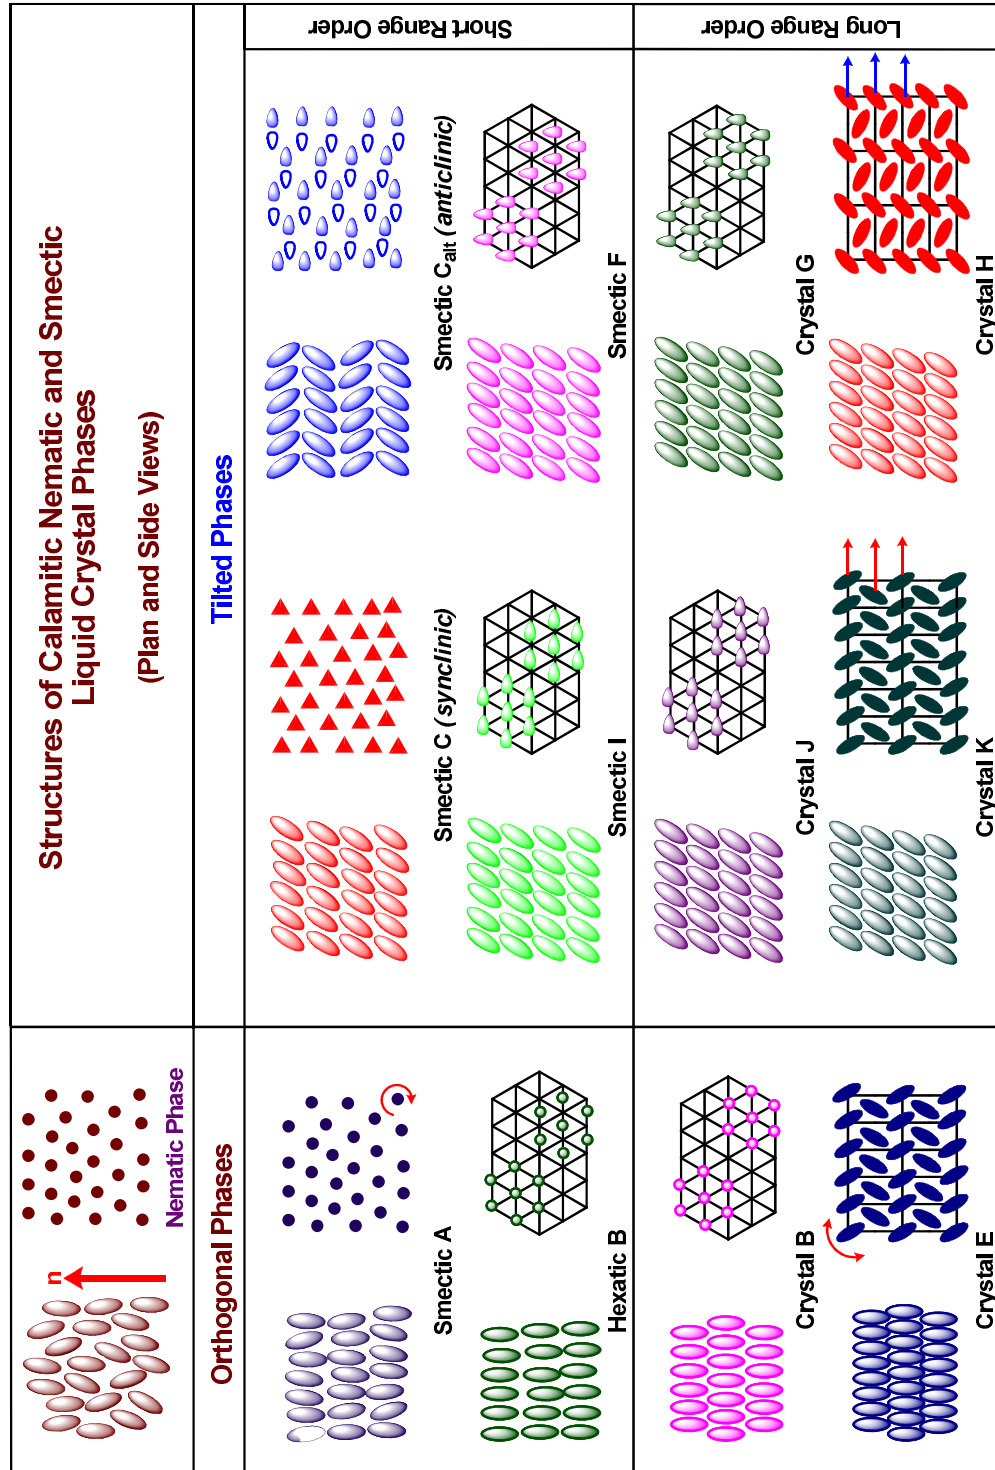 Structures of Calamitic Nematic and Smectic
Liquid Crystal Phases
(Plan and Side Views)
n
Nematic Phase
Orthogonal Phases
Tilted Phases
Smectic A
Smectic C (synclinic)
Smectic Calt (anticlinic)
Short Range Order
Hexatic B
Smectic I
Smectic F
Crystal B
Crystal J
Crystal G
Long Range Order
Crystal E
Crystal K
Crystal H